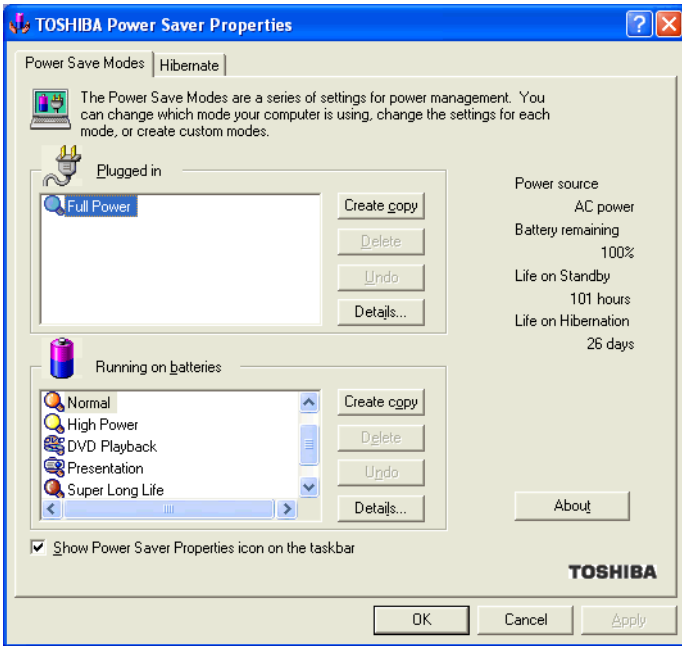 TOSHIBA Power Saver Properties
Power Save Modes
Hibernate
The Power Save Modes are a series of settings for power management. You
can change which mode your computer is using, change the settings for each
mode, or create custom modes.
Plugged in
Full Power
Create copy
Delete
Undo
Details...
Power source
AC power
Battery remaining
100%
Life on Standby
101 hours
Life on Hibernation
26 days
Running on batteries
Normal
High Power
DVD Playback
Presentation
Super Long Life
Create copy
Delete
Undo
Details...
About
Show Power Saver Properties icon on the taskbar
TOSHIBA
OK
Cancel
Apply